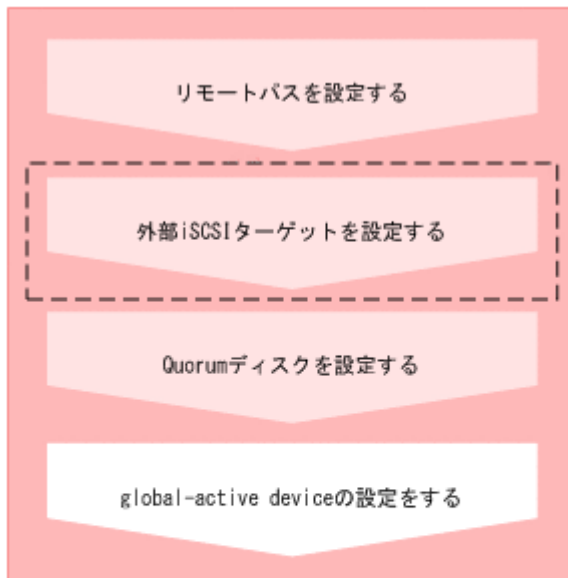 リモートパスを設定する
外部iSCSIターゲットを設定する
Quorumディスクを設定する
global-active deviceの設定をする